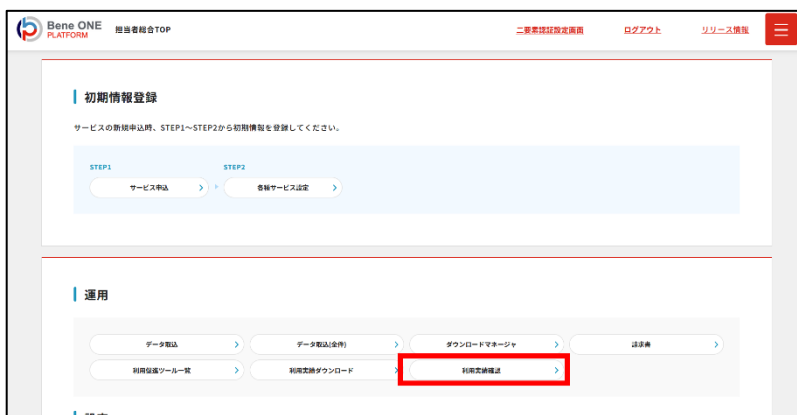 Bene ONE
PLATFORM
担当者総合TOP
二要素認証設定画面
ログアウト
リリース情報
初期情報登録
サービスの新規申込時、STEP1～STEP2から初期情報を登録してください。
STEP1
STEP2
サービス申込
各種サービス設定
運用
データ取込
データ取込(全件)
ダウンロードマネージャ
請求書
利用促進ツール一覧
利用実績ダウンロード
利用実績確認